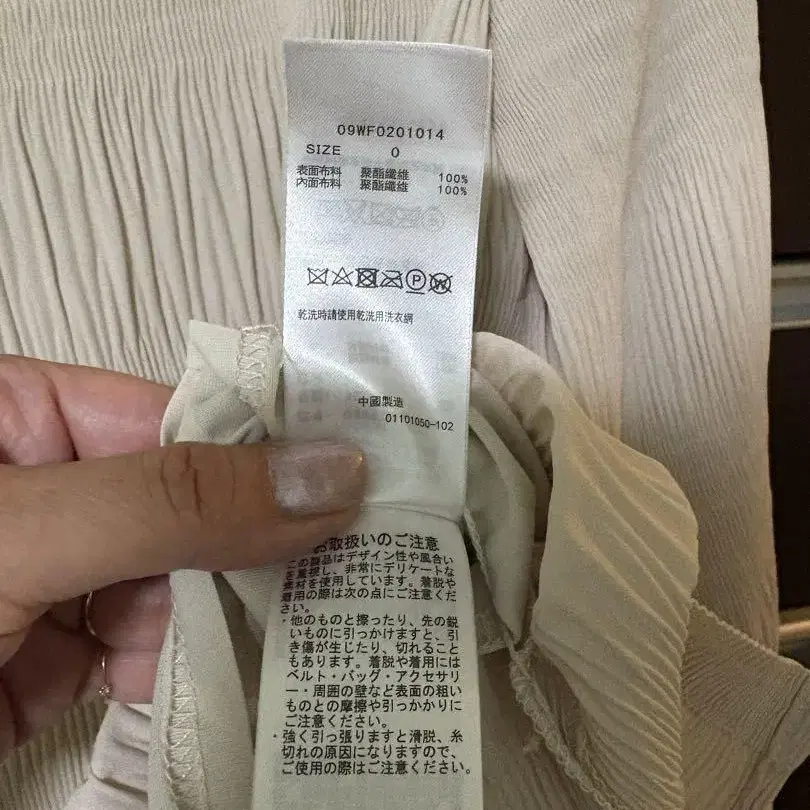 09WF0201014
SIZE 0
表面布料 聚酯纖維 100%
內面布料 聚酯纖維 100%
乾洗時請使用乾洗用洗衣網
中國製造
01101050-102
お取扱いのご注意
この製品はデザイン性や風合い
を重視し、非常にデリケートな
素材を使用しています。着脱や
着用の際は次の点にご注意くだ
さい。
・他のものと擦ったり、先の鋭
いものに引っかけますと、引
き傷が生じたり、切れること
もあります。着脱や着用には
ベルト・バッグ・アクセサリ
ー・周囲の壁など表面の粗い
ものとの摩擦や引っかかりに
ご注意ください。
・強く引っ張りますと滑脱、糸
切れの原因になりますので、
ご使用の際はご注意ください。